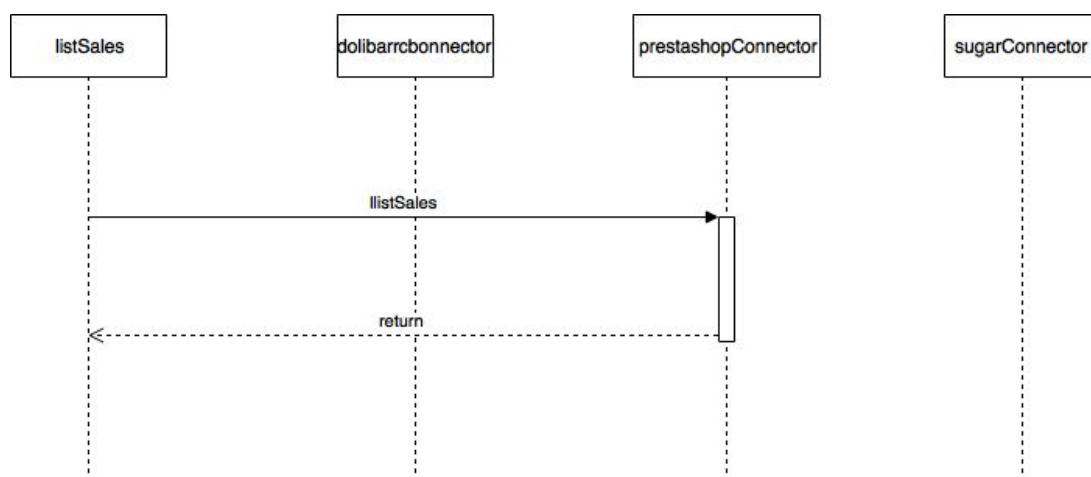 listSales
dolibarrcbonnector
prestashopConnector
sugarConnector
llistSales
return